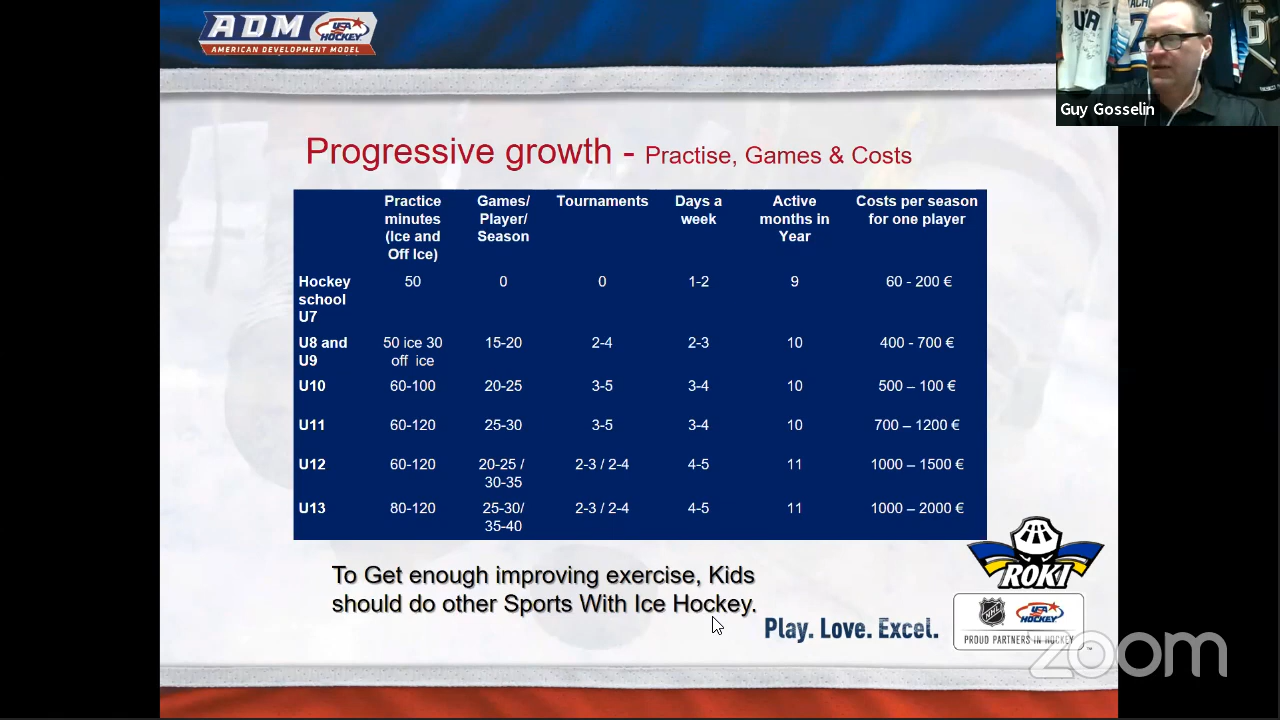 ADM
USA HOCKEY
AMERICAN DEVELOPMENT MODEL
Guy Gosselin
Progressive growth - Practise, Games & Costs
Practice minutes (Ice and Off Ice) Games/ Player/ Season Tournaments Days a week Active months in Year Costs per season for one player
Hockey school U7 50 0 0 1-2 9 60 - 200 €
U8 and U9 50 ice 30 off ice 15-20 2-4 2-3 10 400 - 700 €
U10 60-100 20-25 3-5 3-4 10 500 – 100 €
U11 60-120 25-30 3-5 3-4 10 700 – 1200 €
U12 60-120 20-25 / 30-35 2-3 / 2-4 4-5 11 1000 – 1500 €
U13 80-120 25-30/ 35-40 2-3 / 2-4 4-5 11 1000 – 2000 €
To Get enough improving exercise, Kids
should do other Sports With Ice Hockey.
ROKI
Play. Love. Excel.
NHL USA HOCKEY
PROUD PARTNERS IN HOCKEY
zoom